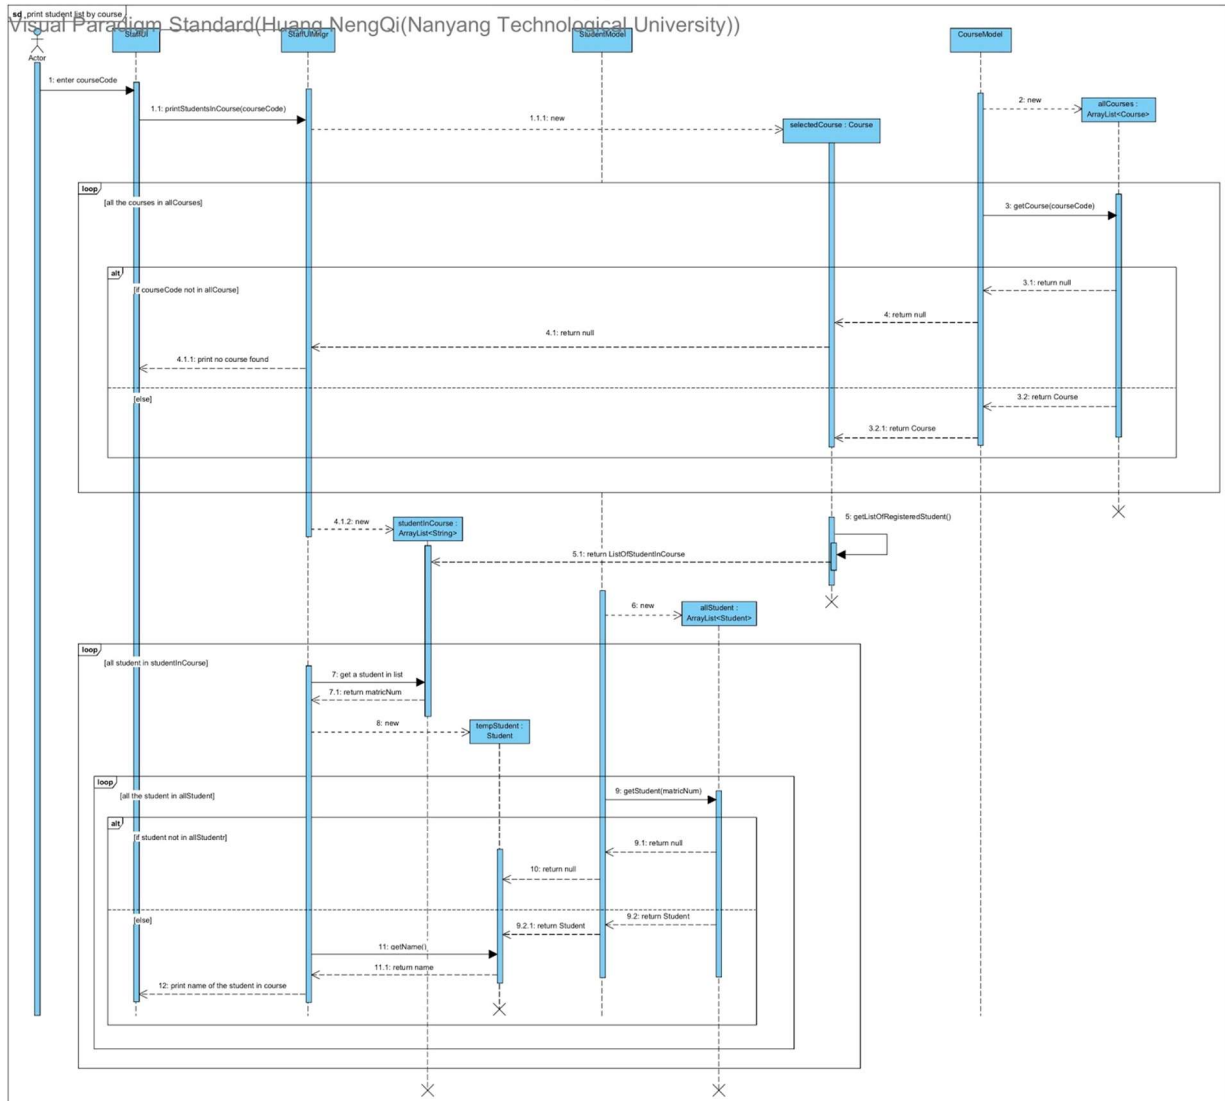 sd print student list by course
Visual Paradigm Standard(Huang NengQi(Nanyang Technological University))
Actor
StaffUI
StaffUIMgr
StudentModel
CourseModel
1: enter courseCode
1.1: printStudentsInCourse(courseCode)
1.1.1: new
selectedCourse : Course
2: new
allCourses :
ArrayList<Course>
loop
[all the courses in allCourses]
3: getCourse(courseCode)
alt
[if courseCode not in allCourse]
3.1: return null
4: return null
4.1: return null
4.1.1: print no course found
[else]
3.2: return Course
3.2.1: return Course
4.1.2: new
studentInCourse :
ArrayList<String>
5: getListOfRegisteredStudent()
5.1: return ListOfStudentInCourse
6: new
allStudent :
ArrayList<Student>
loop
[all student in studentInCourse]
7: get a student in list
7.1: return matricNum
8: new
tempStudent :
Student
loop
[all the student in allStudent]
9: getStudent(matricNum)
alt
[if student not in allStudentr]
9.1: return null
10: return null
[else]
9.2: return Student
9.2.1: return Student
11: getName()
11.1: return name
12: print name of the student in course